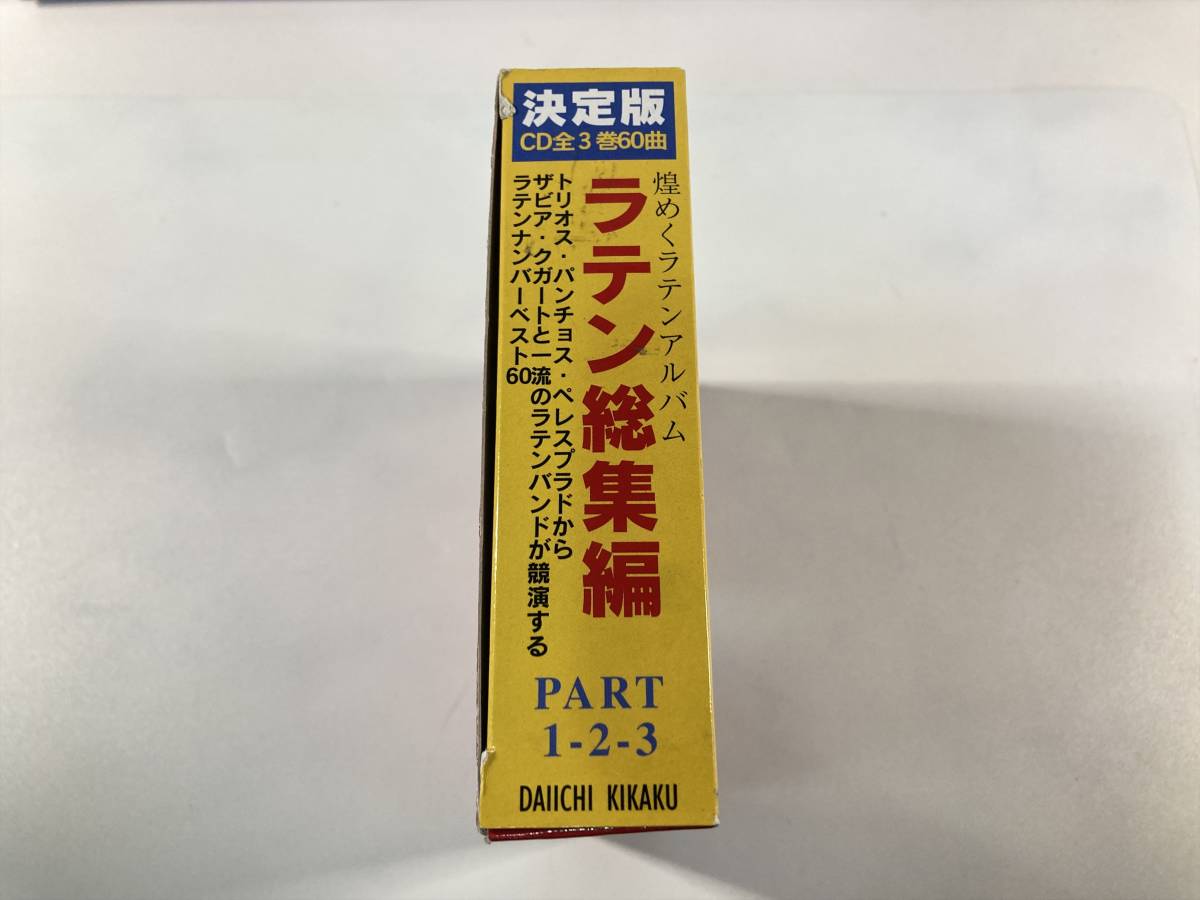 決定版
CD全3巻60曲
煌めくラテンアルバム
ラテン総集編
トリオス・パンチョス・ペレスプラドから
ザビア・クガートと一流のラテンバンドが競演する
ラテンナンバーベスト60
PART
1-2-3
DAIICHI KIKAKU